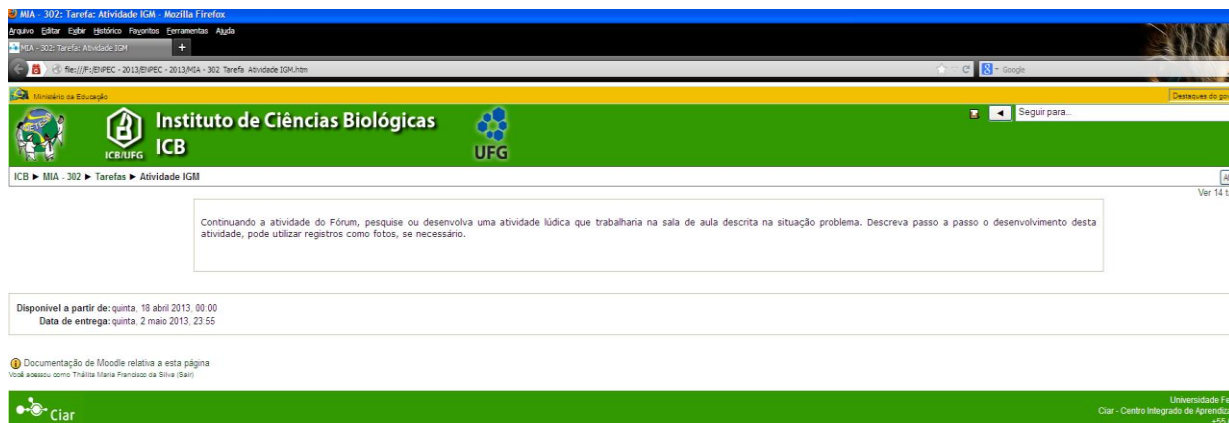 MIA - 302: Tarefa: Atividade IGM - Mozilla Firefox
Arquivo Editar Exibir Histórico Favoritos Ferramentas Ajuda
MIA - 302: Tarefa: Atividade IGM +
file:///F:/ENPEC - 2013/ENPEC - 2013/MIA - 302 Tarefa Atividade IGM.htm
Google
Ministério da Educação
Destaques do gov
Instituto de Ciências Biológicas
ICB
ICB/UFG
UFG
Seguir para...
ICB ► MIA - 302 ► Tarefas ► Atividade IGM
Ver 14 t
Continuando a atividade do Fórum, pesquise ou desenvolva uma atividade lúdica que trabalharia na sala de aula descrita na situação problema. Descreva passo a passo o desenvolvimento desta
atividade, pode utilizar registros como fotos, se necessário.
Disponível a partir de: quinta, 18 abril 2013, 00:00
Data de entrega: quinta, 2 maio 2013, 23:55
Documentação de Moodle relativa a esta página
Você acessou como Thálita Maria Francisco da Silva (Sair)
Ciar
Universidade Fe
Ciar - Centro Integrado de Aprendiza
+55